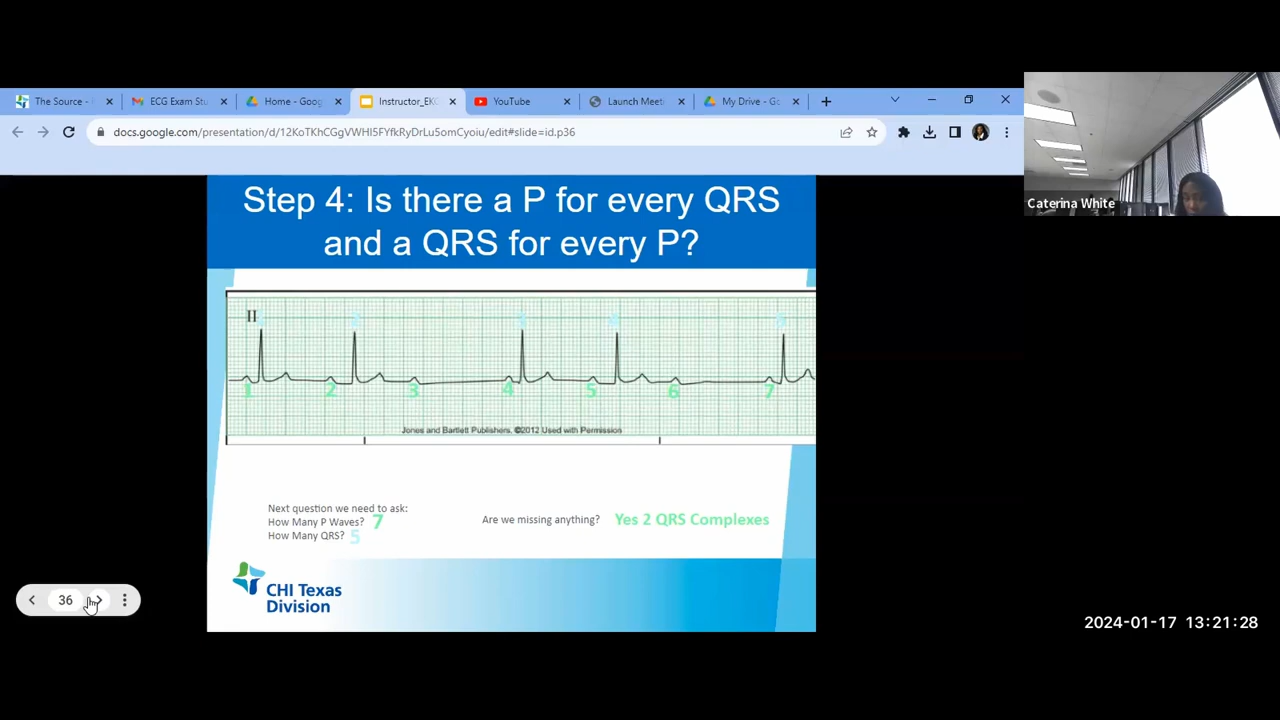 The Source -
ECG Exam Stu
Home - Goog
Instructor_EK
YouTube
Launch Meeti
My Drive - Go
docs.google.com/presentation/d/12KoTKhCGgVWHI5FYfkRyDrLu5omCyoiu/edit#slide=id.p36
Caterina White
Step 4: Is there a P for every QRS
and a QRS for every P?
II
1 2 3 4 5 6 7
Jones and Bartlett Publishers, ©2012 Used with Permission
Next question we need to ask:
How Many P Waves? 7
How Many QRS? 5
Are we missing anything? Yes 2 QRS Complexes
CHI Texas
Division
36
2024-01-17 13:21:28